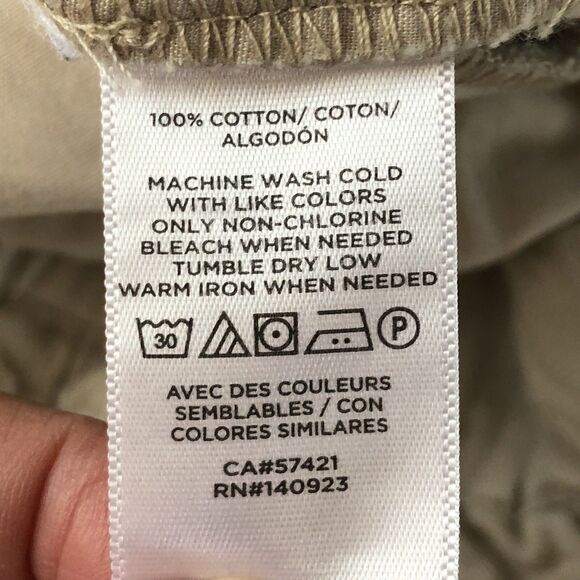 100% COTTON/ COTON/
ALGODÓN
MACHINE WASH COLD
WITH LIKE COLORS
ONLY NON-CHLORINE
BLEACH WHEN NEEDED
TUMBLE DRY LOW
WARM IRON WHEN NEEDED
30 P
AVEC DES COULEURS
SEMBLABLES / CON
COLORES SIMILARES
CA#57421
RN#140923